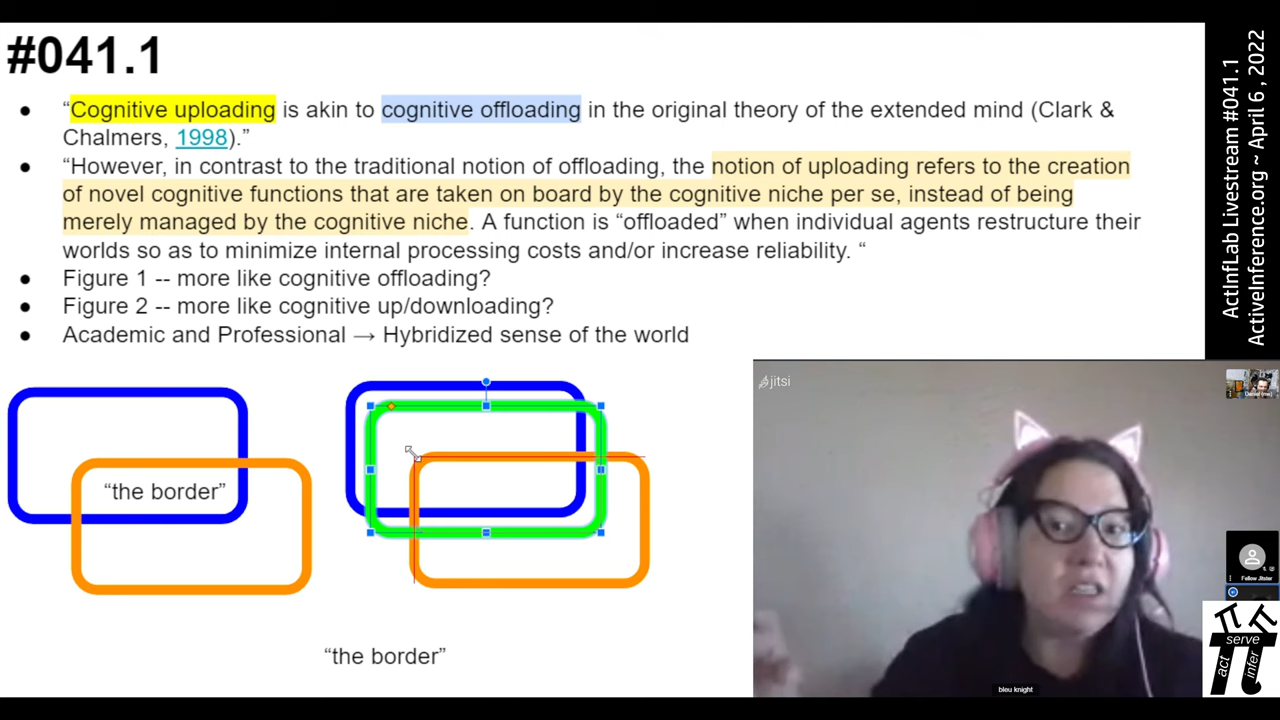 #041.1
● “Cognitive uploading is akin to cognitive offloading in the original theory of the extended mind (Clark &
Chalmers, 1998).”
● “However, in contrast to the traditional notion of offloading, the notion of uploading refers to the creation
of novel cognitive functions that are taken on board by the cognitive niche per se, instead of being
merely managed by the cognitive niche. A function is “offloaded” when individual agents restructure their
worlds so as to minimize internal processing costs and/or increase reliability. “
● Figure 1 -- more like cognitive offloading?
● Figure 2 -- more like cognitive up/downloading?
● Academic and Professional → Hybridized sense of the world
“the border”
“the border”
ActInfLab Livestream #041.1
ActiveInference.org ~ April 6 , 2022
jitsi
Daniel (me)
Fellow Jitster
bleu knight
act
serve
infer